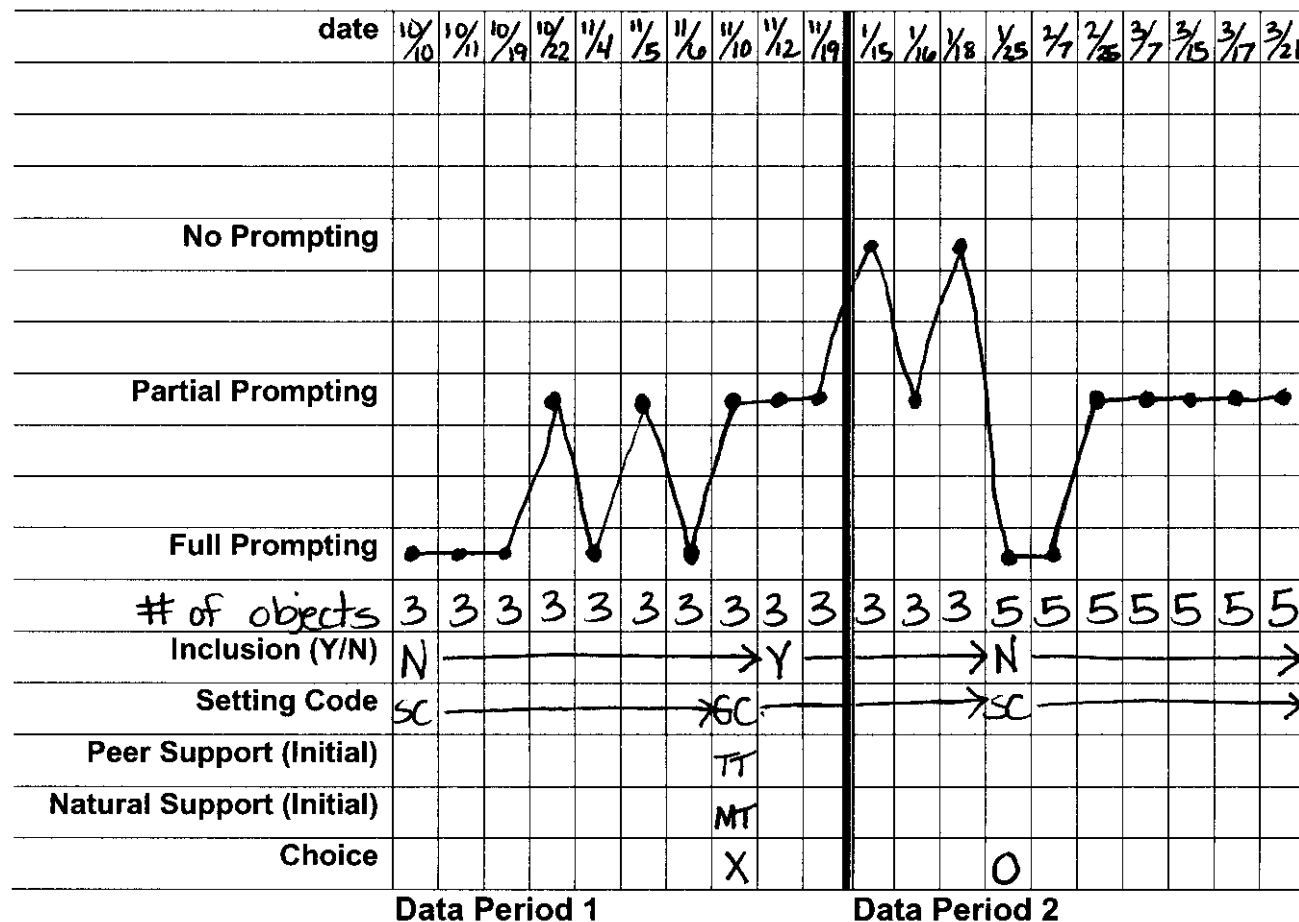 date 10/10 10/11 10/19 10/22 11/4 11/5 11/6 11/10 11/12 11/19 1/15 1/16 1/18 1/25 2/7 2/26 3/7 3/15 3/17 3/21
No Prompting
Partial Prompting
Full Prompting
# of objects 3 3 3 3 3 3 3 3 3 3 3 3 3 5 5 5 5 5 5 5
Inclusion (Y/N) N Y N
Setting Code SC GC SC
Peer Support (Initial) TT
Natural Support (Initial) MT
Choice X O
Data Period 1 Data Period 2